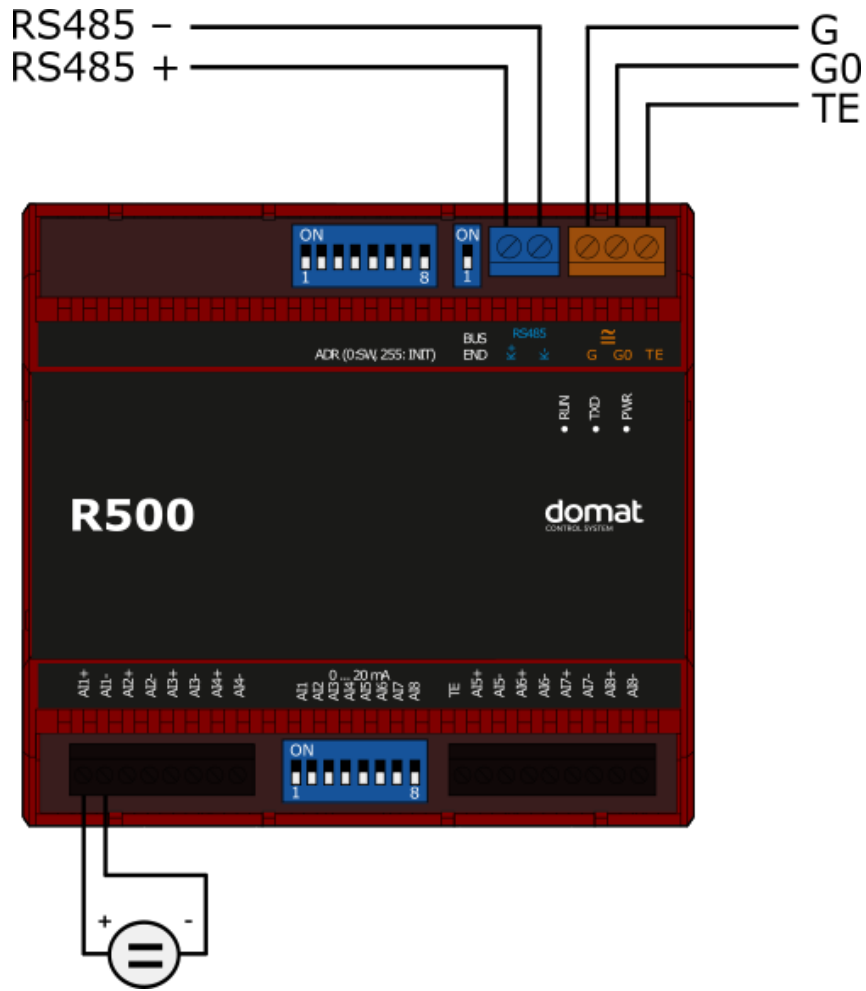 RS485 –
RS485 +
G
G0
TE
ON
1 8
ON
1
ADR (0:SW, 255: INIT)
BUS
END
RS485
+
-
G G0 TE
RUN
TXD
PWR
R500
domat
CONTROL SYSTEM
AI1+
AI1-
AI2+
AI2-
AI3+
AI3-
AI4+
AI4-
0 ... 20 mA
AI1
AI2
AI3
AI4
AI5
AI6
AI7
AI8
TE
AI5+
AI5-
AI6+
AI6-
AI7+
AI7-
AI8+
AI8-
ON
1 8
+ -